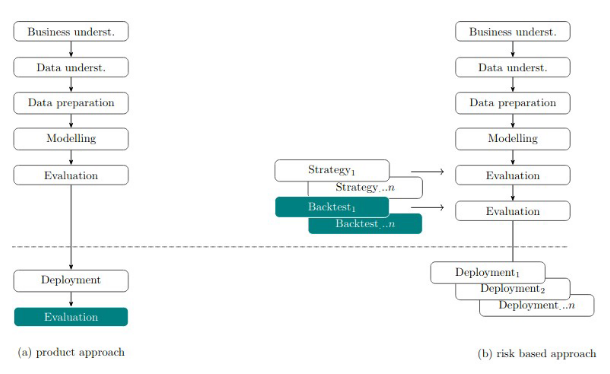 Business underst.
Data underst.
Data preparation
Modelling
Evaluation
Deployment
Evaluation
(a) product approach
Strategy1
Strategy...n
Backtest1
Backtest...n
Business underst.
Data underst.
Data preparation
Modelling
Evaluation
Evaluation
Deployment1
Deployment2
Deployment...n
(b) risk based approach